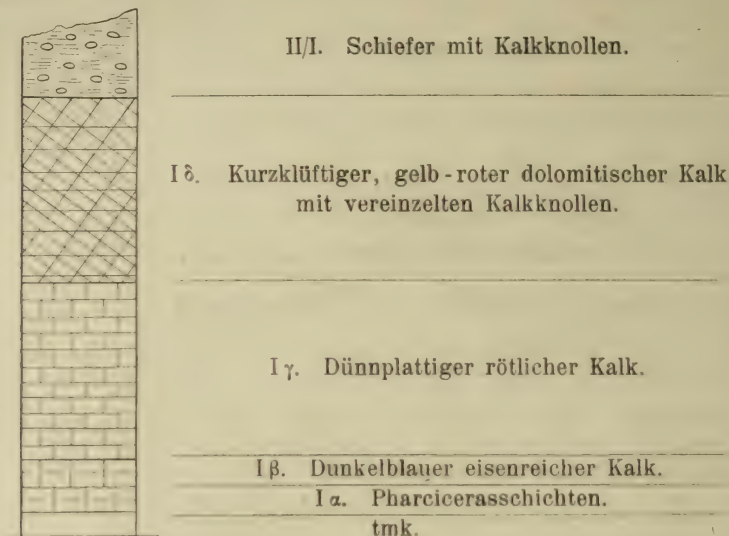 II/I. Schiefer mit Kalkknollen.
I δ. Kurzklüftiger, gelb-roter dolomitischer Kalk
mit vereinzelten Kalkknollen.
I γ. Dünnplattiger rötlicher Kalk.
I β. Dunkelblauer eisenreicher Kalk.
I α. Pharcicerasschichten.
tmk.